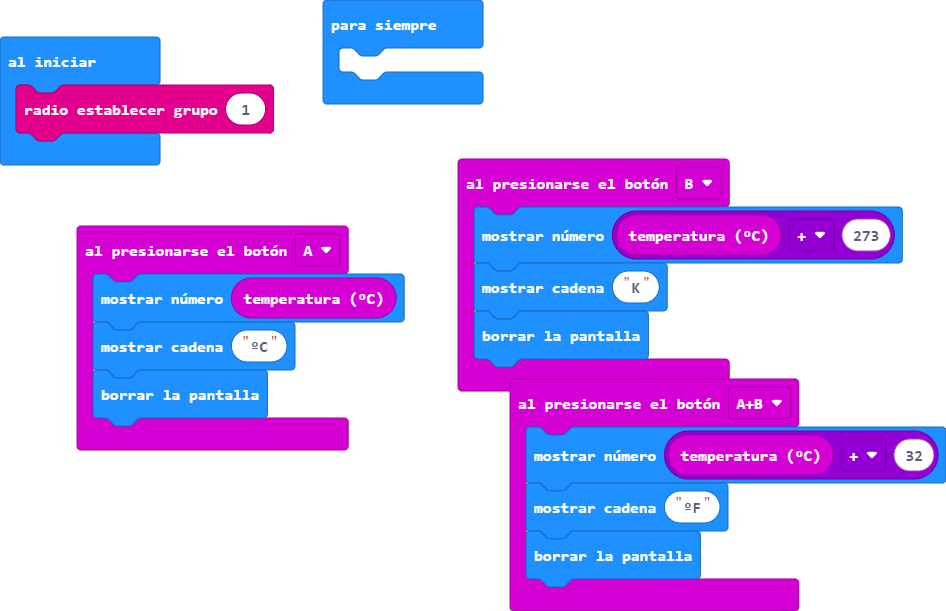 para siempre
al iniciar
radio establecer grupo 1
al presionarse el botón B
mostrar número temperatura (ºC) + 273
mostrar cadena "K"
borrar la pantalla
al presionarse el botón A
mostrar número temperatura (ºC)
mostrar cadena "ºC"
borrar la pantalla
al presionarse el botón A+B
mostrar número temperatura (ºC) + 32
mostrar cadena "ºF"
borrar la pantalla